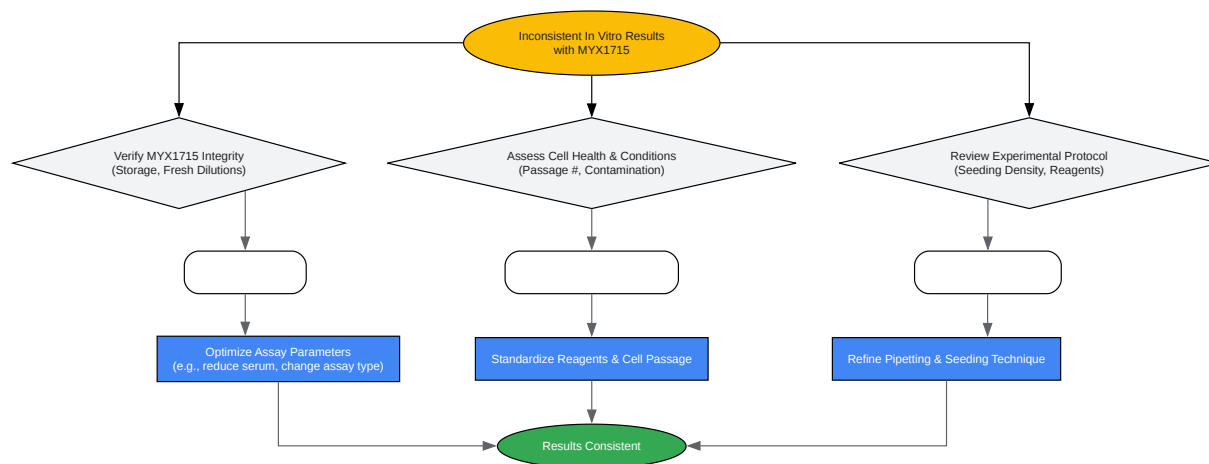 Inconsistent In Vitro Results
with MYX1715
Verify MYX1715 Integrity
(Storage, Fresh Dilutions)
Assess Cell Health & Conditions
(Passage #, Contamination)
Review Experimental Protocol
(Seeding Density, Reagents)
Optimize Assay Parameters
(e.g., reduce serum, change assay type)
Standardize Reagents & Cell Passage
Refine Pipetting & Seeding Technique
Results Consistent